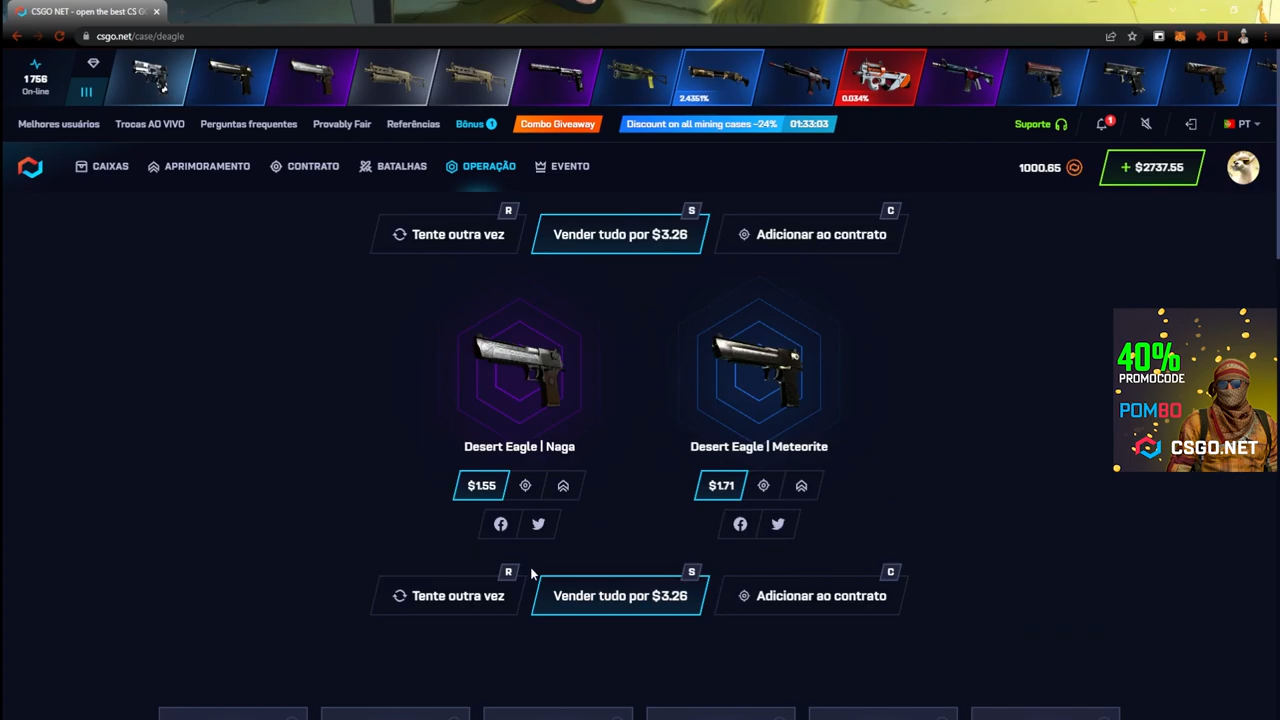 CSGO NET - open the best CS G
csgo.net/case/deagle
1 756
On-line
2.4351%
0.034%
Melhores usuários
Trocas AO VIVO
Perguntas frequentes
Provably Fair
Referências
Bônus 1
Combo Giveaway
Discount on all mining cases –24% 01:33:03
Suporte
1
PT
CAIXAS
APRIMORAMENTO
CONTRATO
BATALHAS
OPERAÇÃO
EVENTO
1000.65
+ $2737.55
R
S
C
Tente outra vez
Vender tudo por $3.26
Adicionar ao contrato
40%
PROMOCODE
POMBO
CSGO.NET
Desert Eagle | Naga
Desert Eagle | Meteorite
$1.55
$1.71
R
S
C
Tente outra vez
Vender tudo por $3.26
Adicionar ao contrato